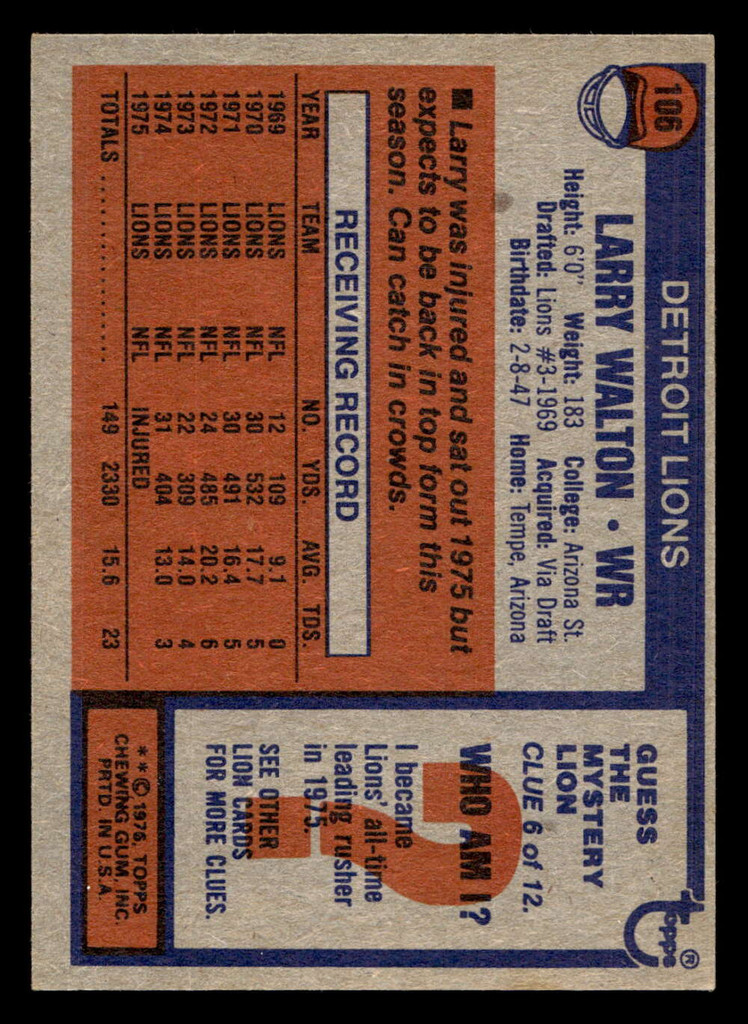 106
DETROIT LIONS
LARRY WALTON • WR
Height: 6'0" Weight: 183 College: Arizona St.
Drafted: Lions #3-1969 Acquired: Via Draft
Birthdate: 2-8-47 Home: Tempe, Arizona
■ Larry was injured and sat out 1975 but
expects to be back in top form this
season. Can catch in crowds.
RECEIVING RECORD
YEAR TEAM NO. YDS. AVG. TDS.
1969 LIONS NFL 12 109 9.1 0
1970 LIONS NFL 30 532 17.7 5
1971 LIONS NFL 30 491 16.4 5
1972 LIONS NFL 24 485 20.2 6
1973 LIONS NFL 22 309 14.0 4
1974 LIONS NFL 31 404 13.0 3
1975 LIONS NFL INJURED
TOTALS .................... 149 2330 15.6 23
topps ®
GUESS
THE
MYSTERY
LION
CLUE 6 of 12.
?
WHO AM I?
I became
Lions' all-time
leading rusher
in 1975.
SEE OTHER
LION CARDS
FOR MORE CLUES.
** © 1976, TOPPS
CHEWING GUM, INC.
PRTD. IN U.S.A.